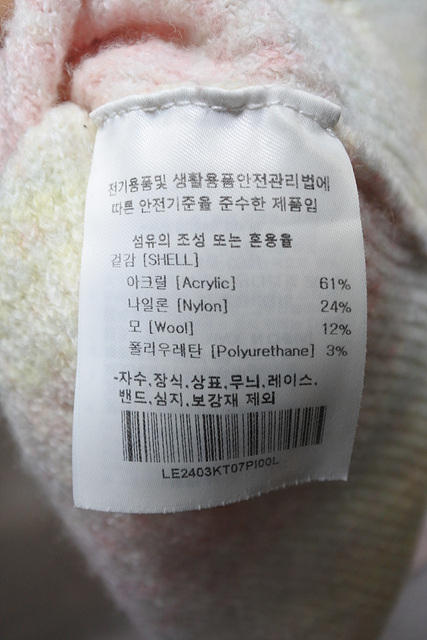 전기용품및 생활용품안전관리법에
따른 안전기준을 준수한 제품임
섬유의 조성 또는 혼용율
겉감 [SHELL]
아크릴 [Acrylic] 61%
나일론 [Nylon] 24%
모 [Wool] 12%
폴리우레탄 [Polyurethane] 3%
-자수,장식,상표,무늬,레이스,
밴드,심지,보강재 제외
LE2403KT07PI00L